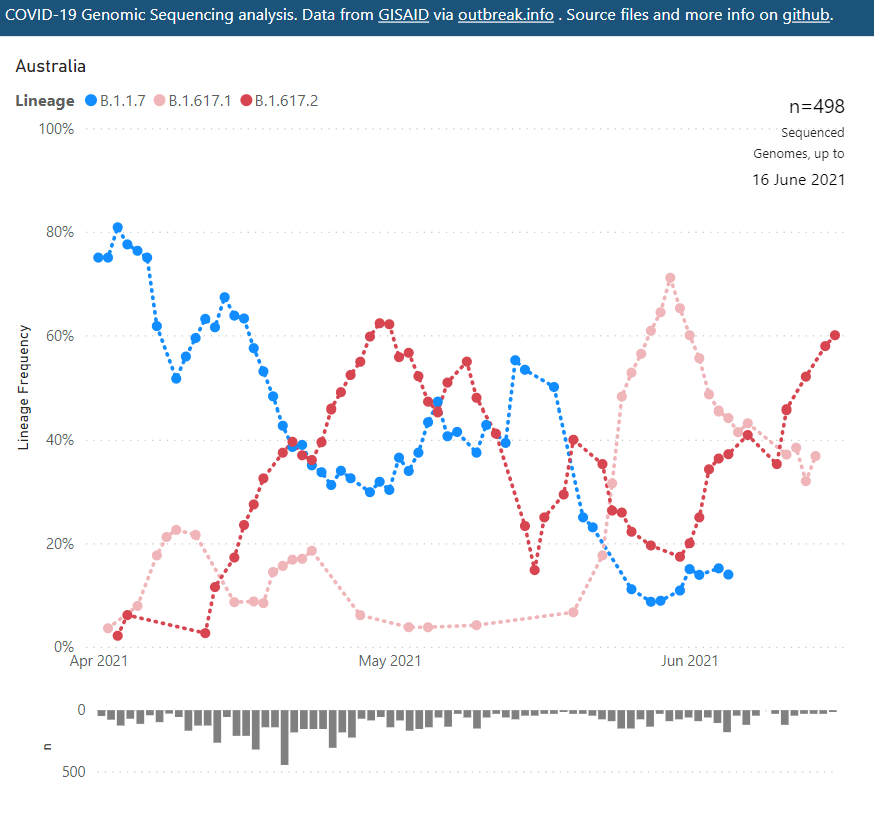 COVID-19 Genomic Sequencing analysis. Data from GISAID via outbreak.info . Source files and more info on github.
Australia
Lineage B.1.1.7 B.1.617.1 B.1.617.2
n=498
Sequenced
Genomes, up to
16 June 2021
100%
80%
60%
40%
20%
0%
Lineage Frequency
Apr 2021 May 2021 Jun 2021
0
n
500